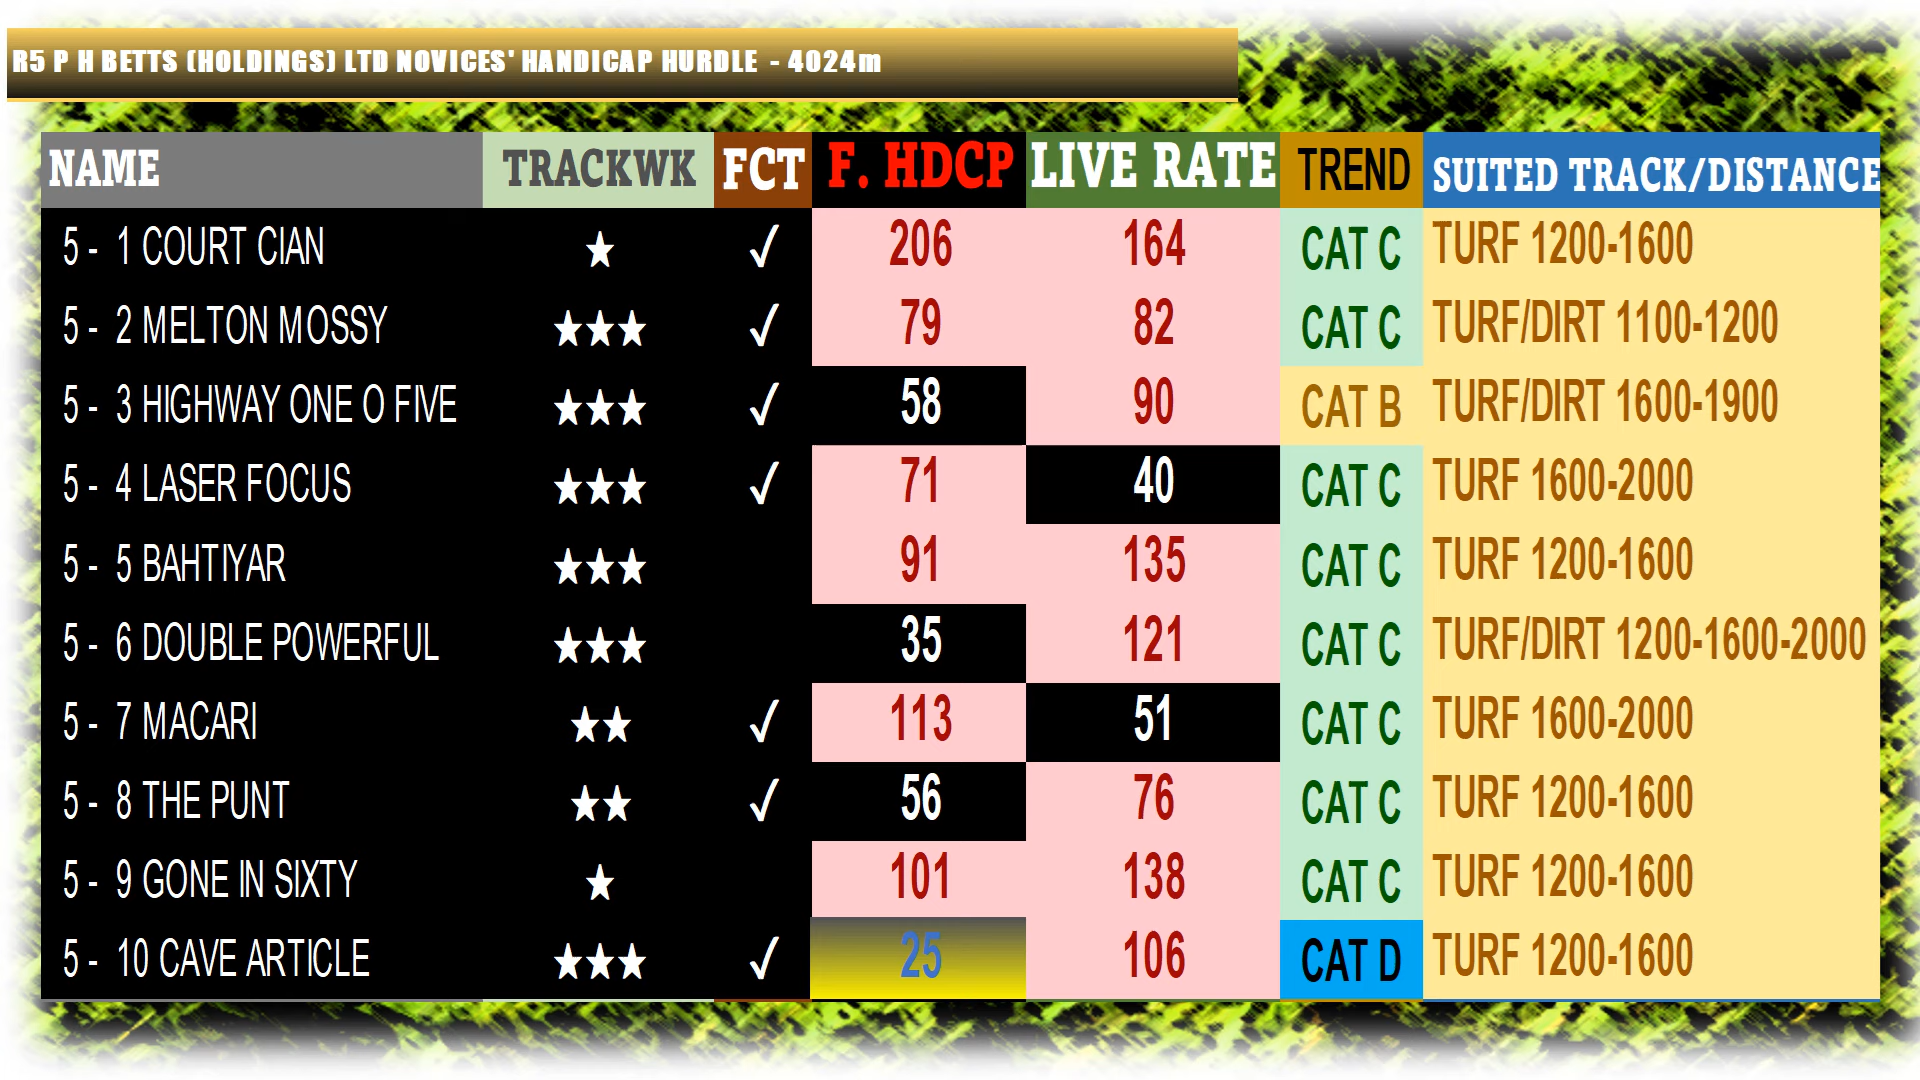 R5 P H BETTS (HOLDINGS) LTD NOVICES' HANDICAP HURDLE - 4024m
NAME TRACKWK FCT F. HDCP LIVE RATE TREND SUITED TRACK/DISTANCE
5 - 1 COURT CIAN ★ √ 206 164 CAT C TURF 1200-1600
5 - 2 MELTON MOSSY ★★★ √ 79 82 CAT C TURF/DIRT 1100-1200
5 - 3 HIGHWAY ONE O FIVE ★★★ √ 58 90 CAT B TURF/DIRT 1600-1900
5 - 4 LASER FOCUS ★★★ √ 71 40 CAT C TURF 1600-2000
5 - 5 BAHTIYAR ★★★ 91 135 CAT C TURF 1200-1600
5 - 6 DOUBLE POWERFUL ★★★ 35 121 CAT C TURF/DIRT 1200-1600-2000
5 - 7 MACARI ★★ √ 113 51 CAT C TURF 1600-2000
5 - 8 THE PUNT ★★ √ 56 76 CAT C TURF 1200-1600
5 - 9 GONE IN SIXTY ★ 101 138 CAT C TURF 1200-1600
5 - 10 CAVE ARTICLE ★★★ √ 25 106 CAT D TURF 1200-1600